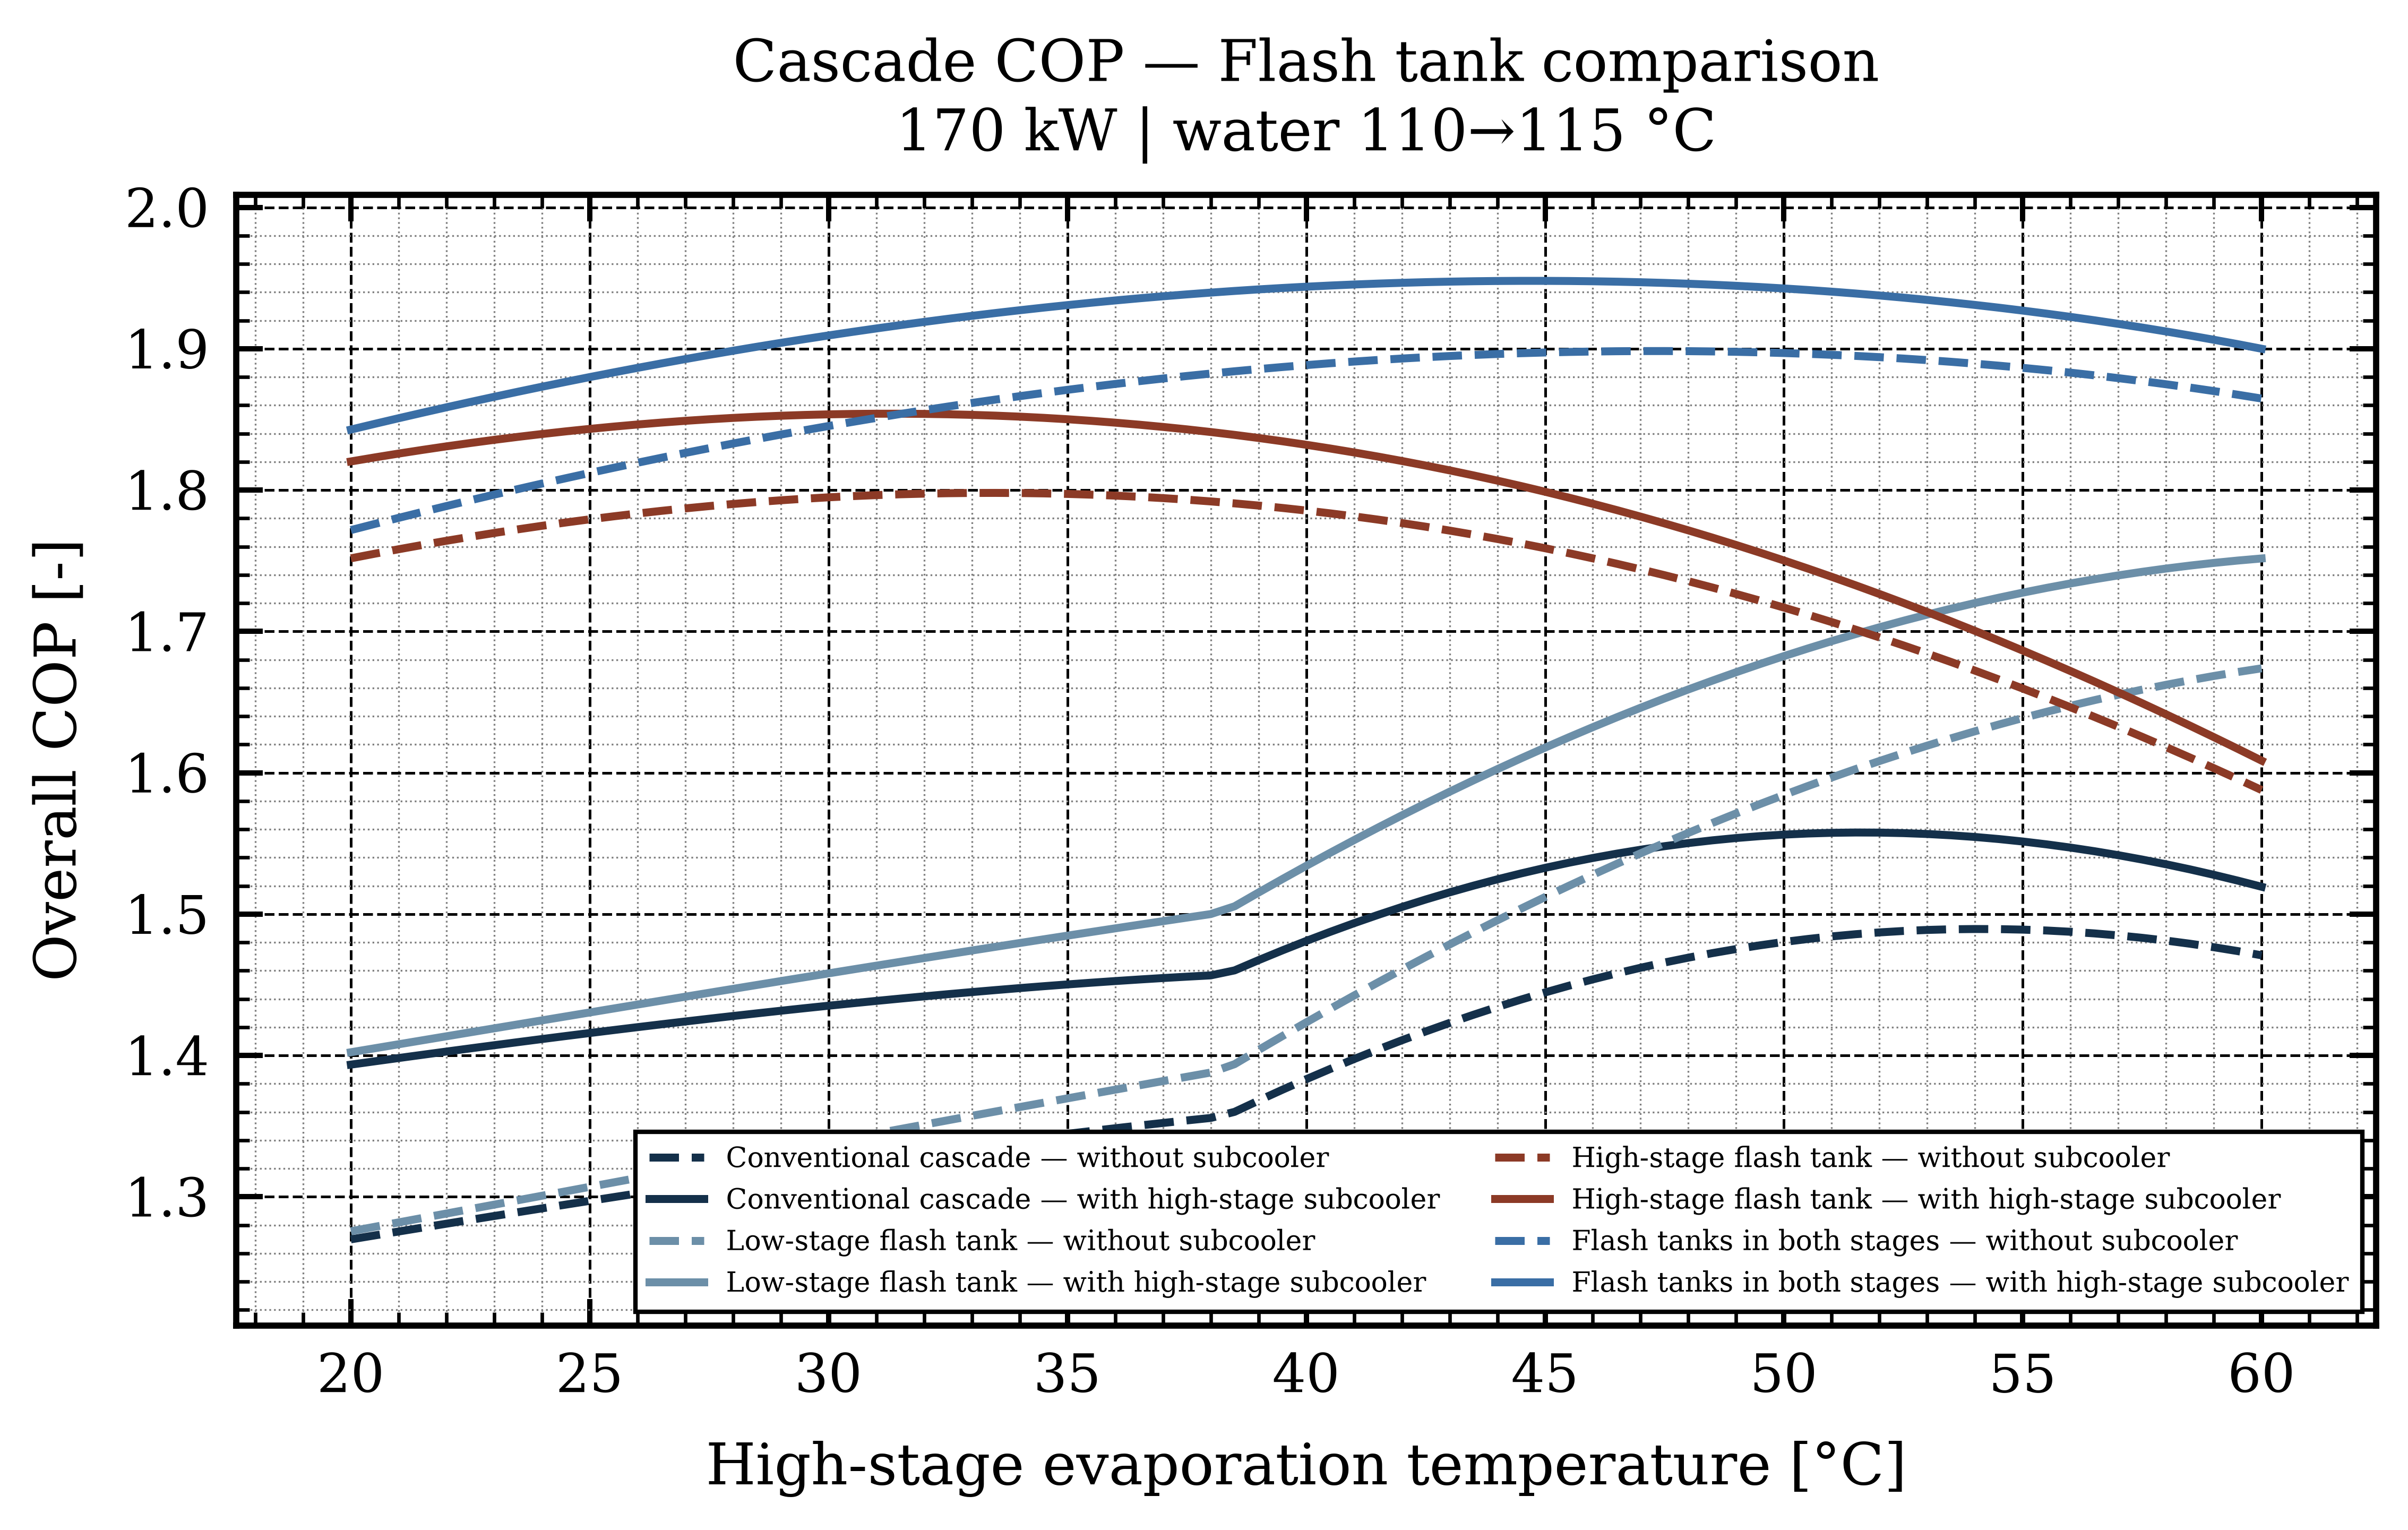 Cascade COP — Flash tank comparison
170 kW | water 110→115 °C
Overall COP [-]
2.0
1.9
1.8
1.7
1.6
1.5
1.4
1.3
Conventional cascade — without subcooler
Conventional cascade — with high-stage subcooler
Low-stage flash tank — without subcooler
Low-stage flash tank — with high-stage subcooler
High-stage flash tank — without subcooler
High-stage flash tank — with high-stage subcooler
Flash tanks in both stages — without subcooler
Flash tanks in both stages — with high-stage subcooler
20 25 30 35 40 45 50 55 60
High-stage evaporation temperature [°C]